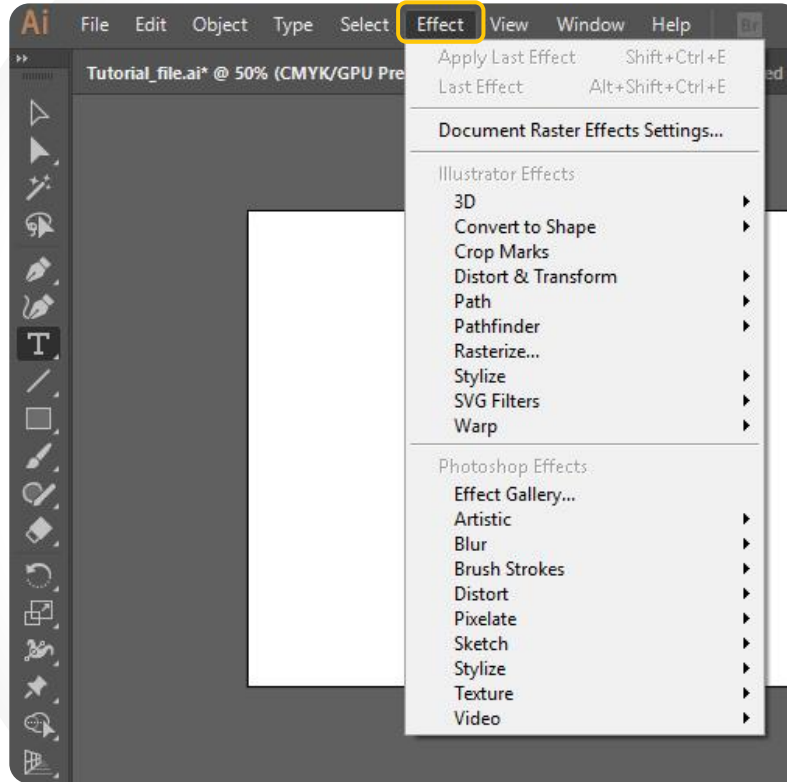 Ai File Edit Object Type Select Effect View Window Help Br
Tutorial_file.ai* @ 50% (CMYK/GPU Pre
ed
Apply Last Effect Shift+Ctrl+E
Last Effect Alt+Shift+Ctrl+E
Document Raster Effects Settings...
Illustrator Effects
3D
Convert to Shape
Crop Marks
Distort & Transform
Path
Pathfinder
Rasterize...
Stylize
SVG Filters
Warp
Photoshop Effects
Effect Gallery...
Artistic
Blur
Brush Strokes
Distort
Pixelate
Sketch
Stylize
Texture
Video